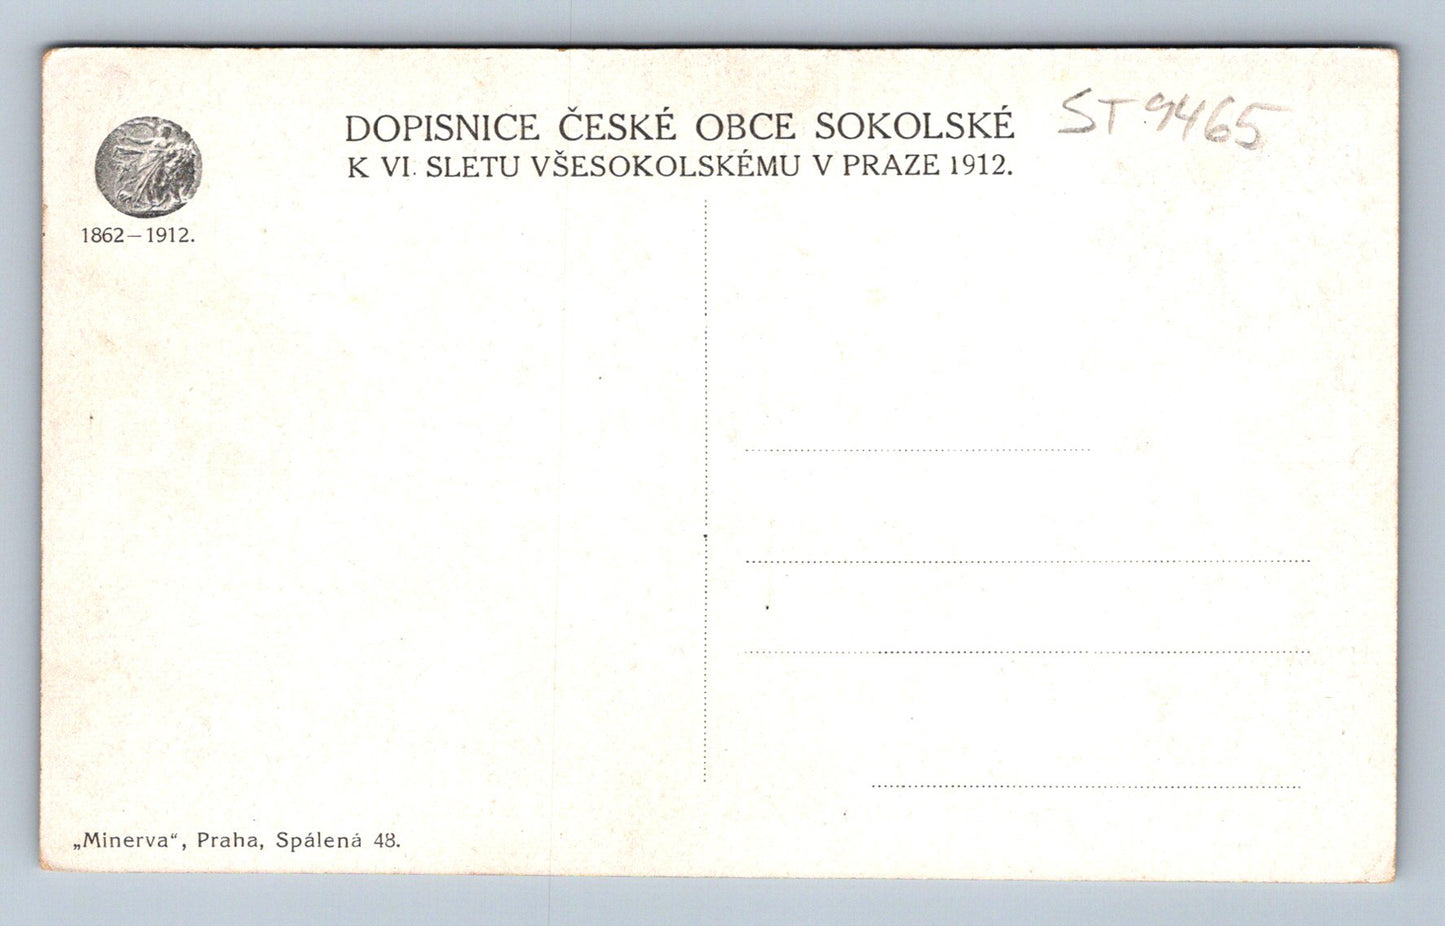 DOPISNICE ČESKÉ OBCE SOKOLSKÉ
K VI. SLETU VŠESOKOLSKÉMU V PRAZE 1912.
ST9465
1862–1912.
„Minerva“, Praha, Spálená 48.